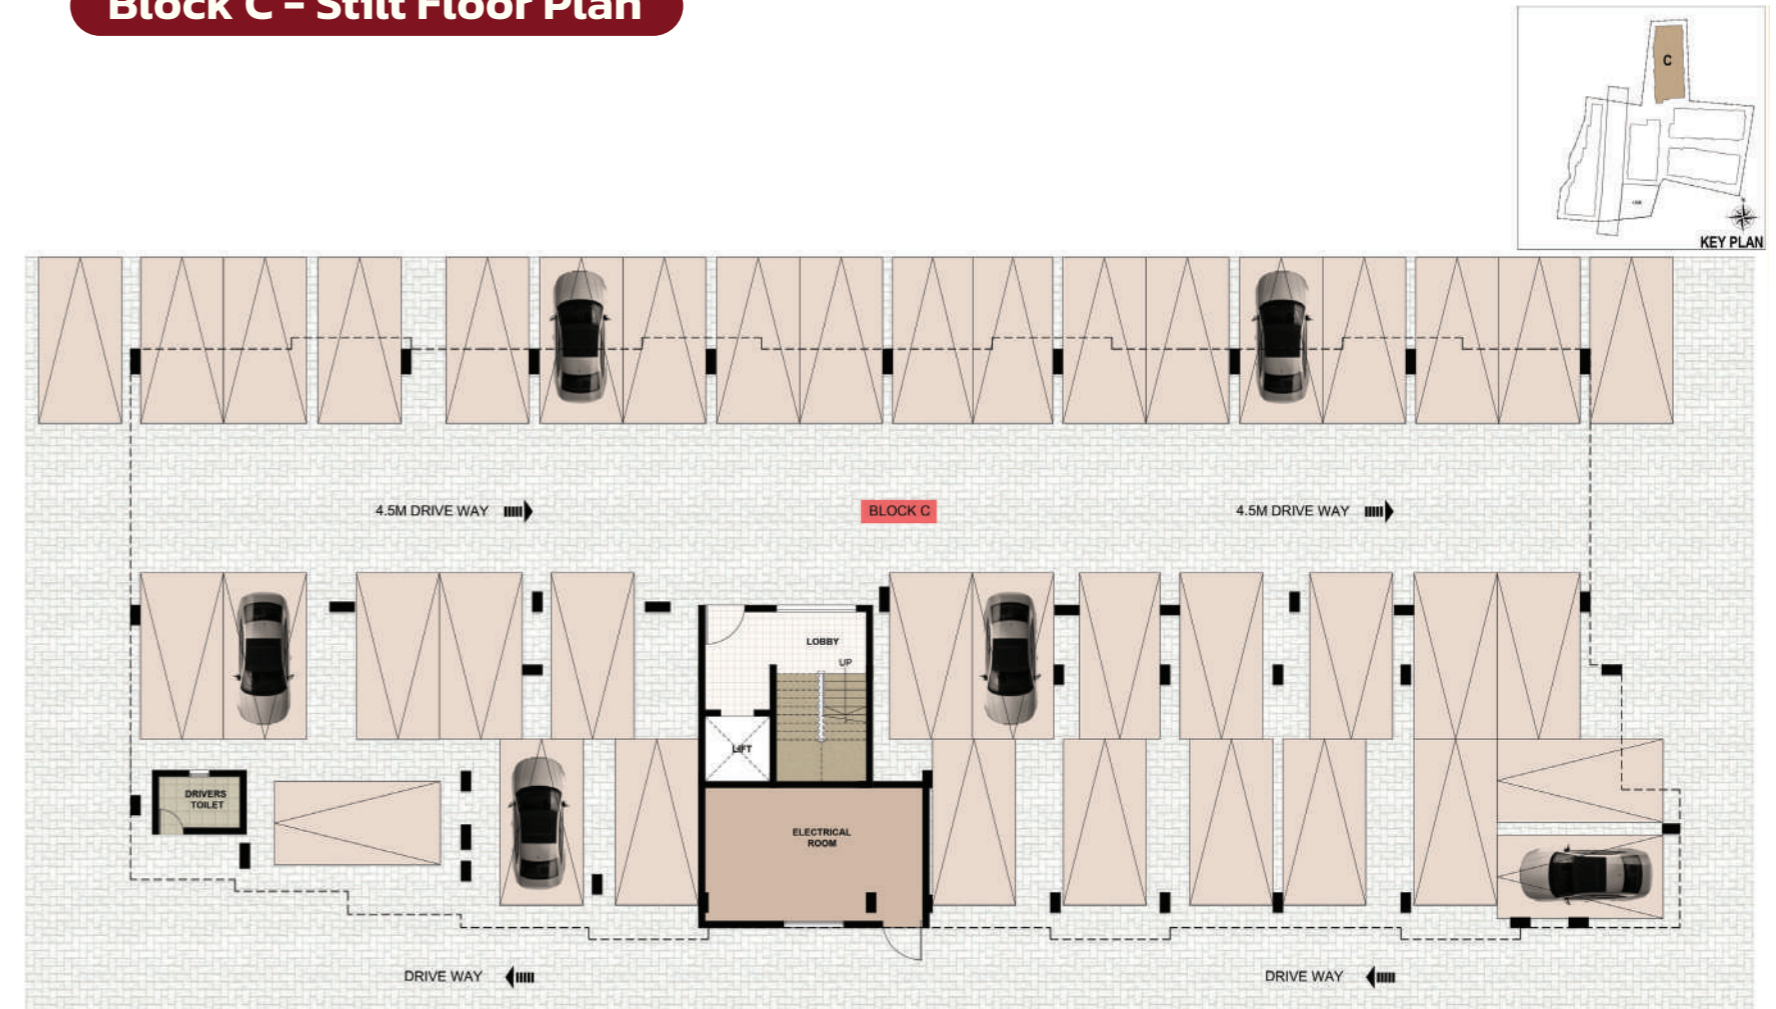 Block C – Stilt Floor Plan
C
KEY PLAN
4.5M DRIVE WAY
BLOCK C
4.5M DRIVE WAY
LOBBY
UP
LIFT
DRIVERS
TOILET
ELECTRICAL
ROOM
DRIVE WAY
DRIVE WAY